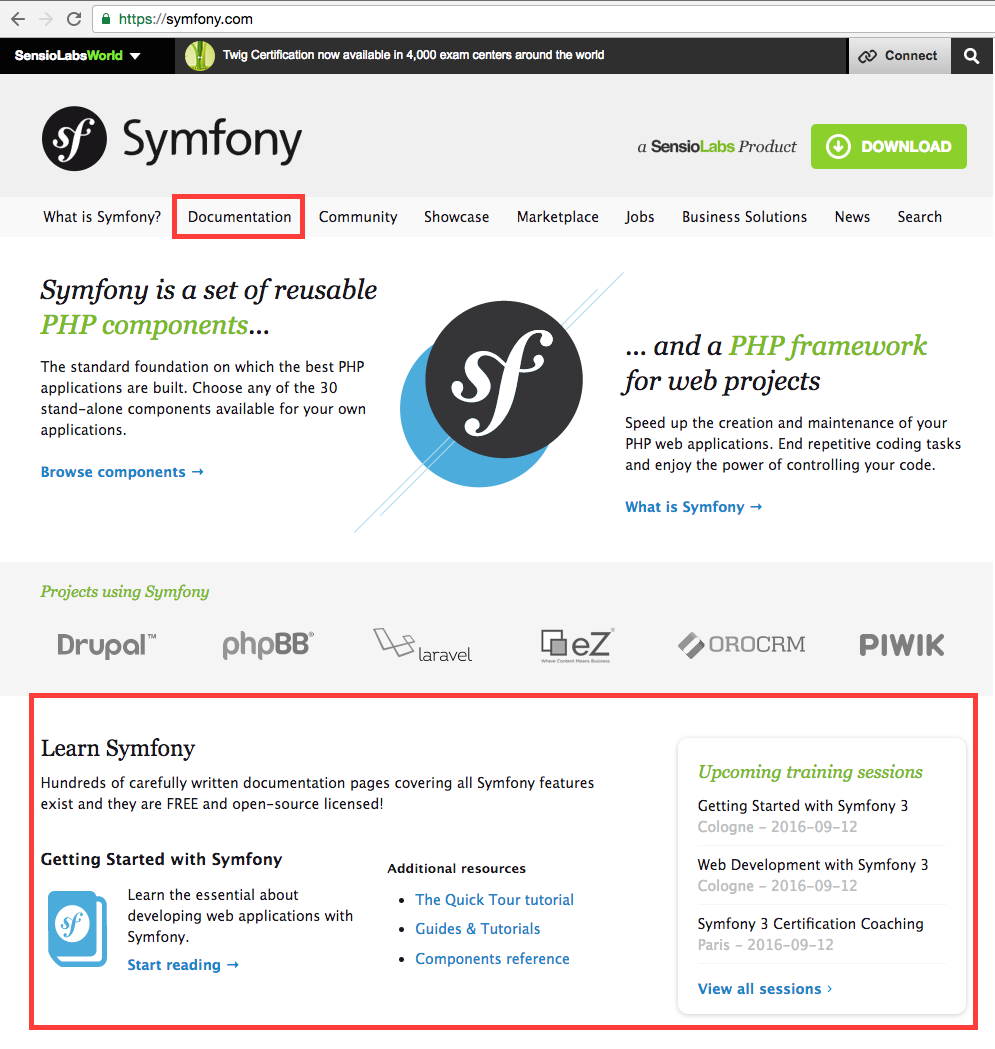 https://symfony.com
SensioLabsWorld
Twig Certification now available in 4,000 exam centers around the world
Connect
sf Symfony
a SensioLabs Product
DOWNLOAD
What is Symfony? Documentation Community Showcase Marketplace Jobs Business Solutions News Search
Symfony is a set of reusable
PHP components...
The standard foundation on which the best PHP
applications are built. Choose any of the 30
stand-alone components available for your own
applications.
Browse components →
sf
... and a PHP framework
for web projects
Speed up the creation and maintenance of your
PHP web applications. End repetitive coding tasks
and enjoy the power of controlling your code.
What is Symfony →
Projects using Symfony
Drupal™ phpBB® laravel eZ® OROCRM PIWIK
Where Content Means Business
Learn Symfony
Hundreds of carefully written documentation pages covering all Symfony features
exist and they are FREE and open-source licensed!
Getting Started with Symfony
sf
Learn the essential about
developing web applications with
Symfony.
Start reading →
Additional resources
• The Quick Tour tutorial
• Guides & Tutorials
• Components reference
Upcoming training sessions
Getting Started with Symfony 3
Cologne – 2016-09-12
Web Development with Symfony 3
Cologne – 2016-09-12
Symfony 3 Certification Coaching
Paris – 2016-09-12
View all sessions ›